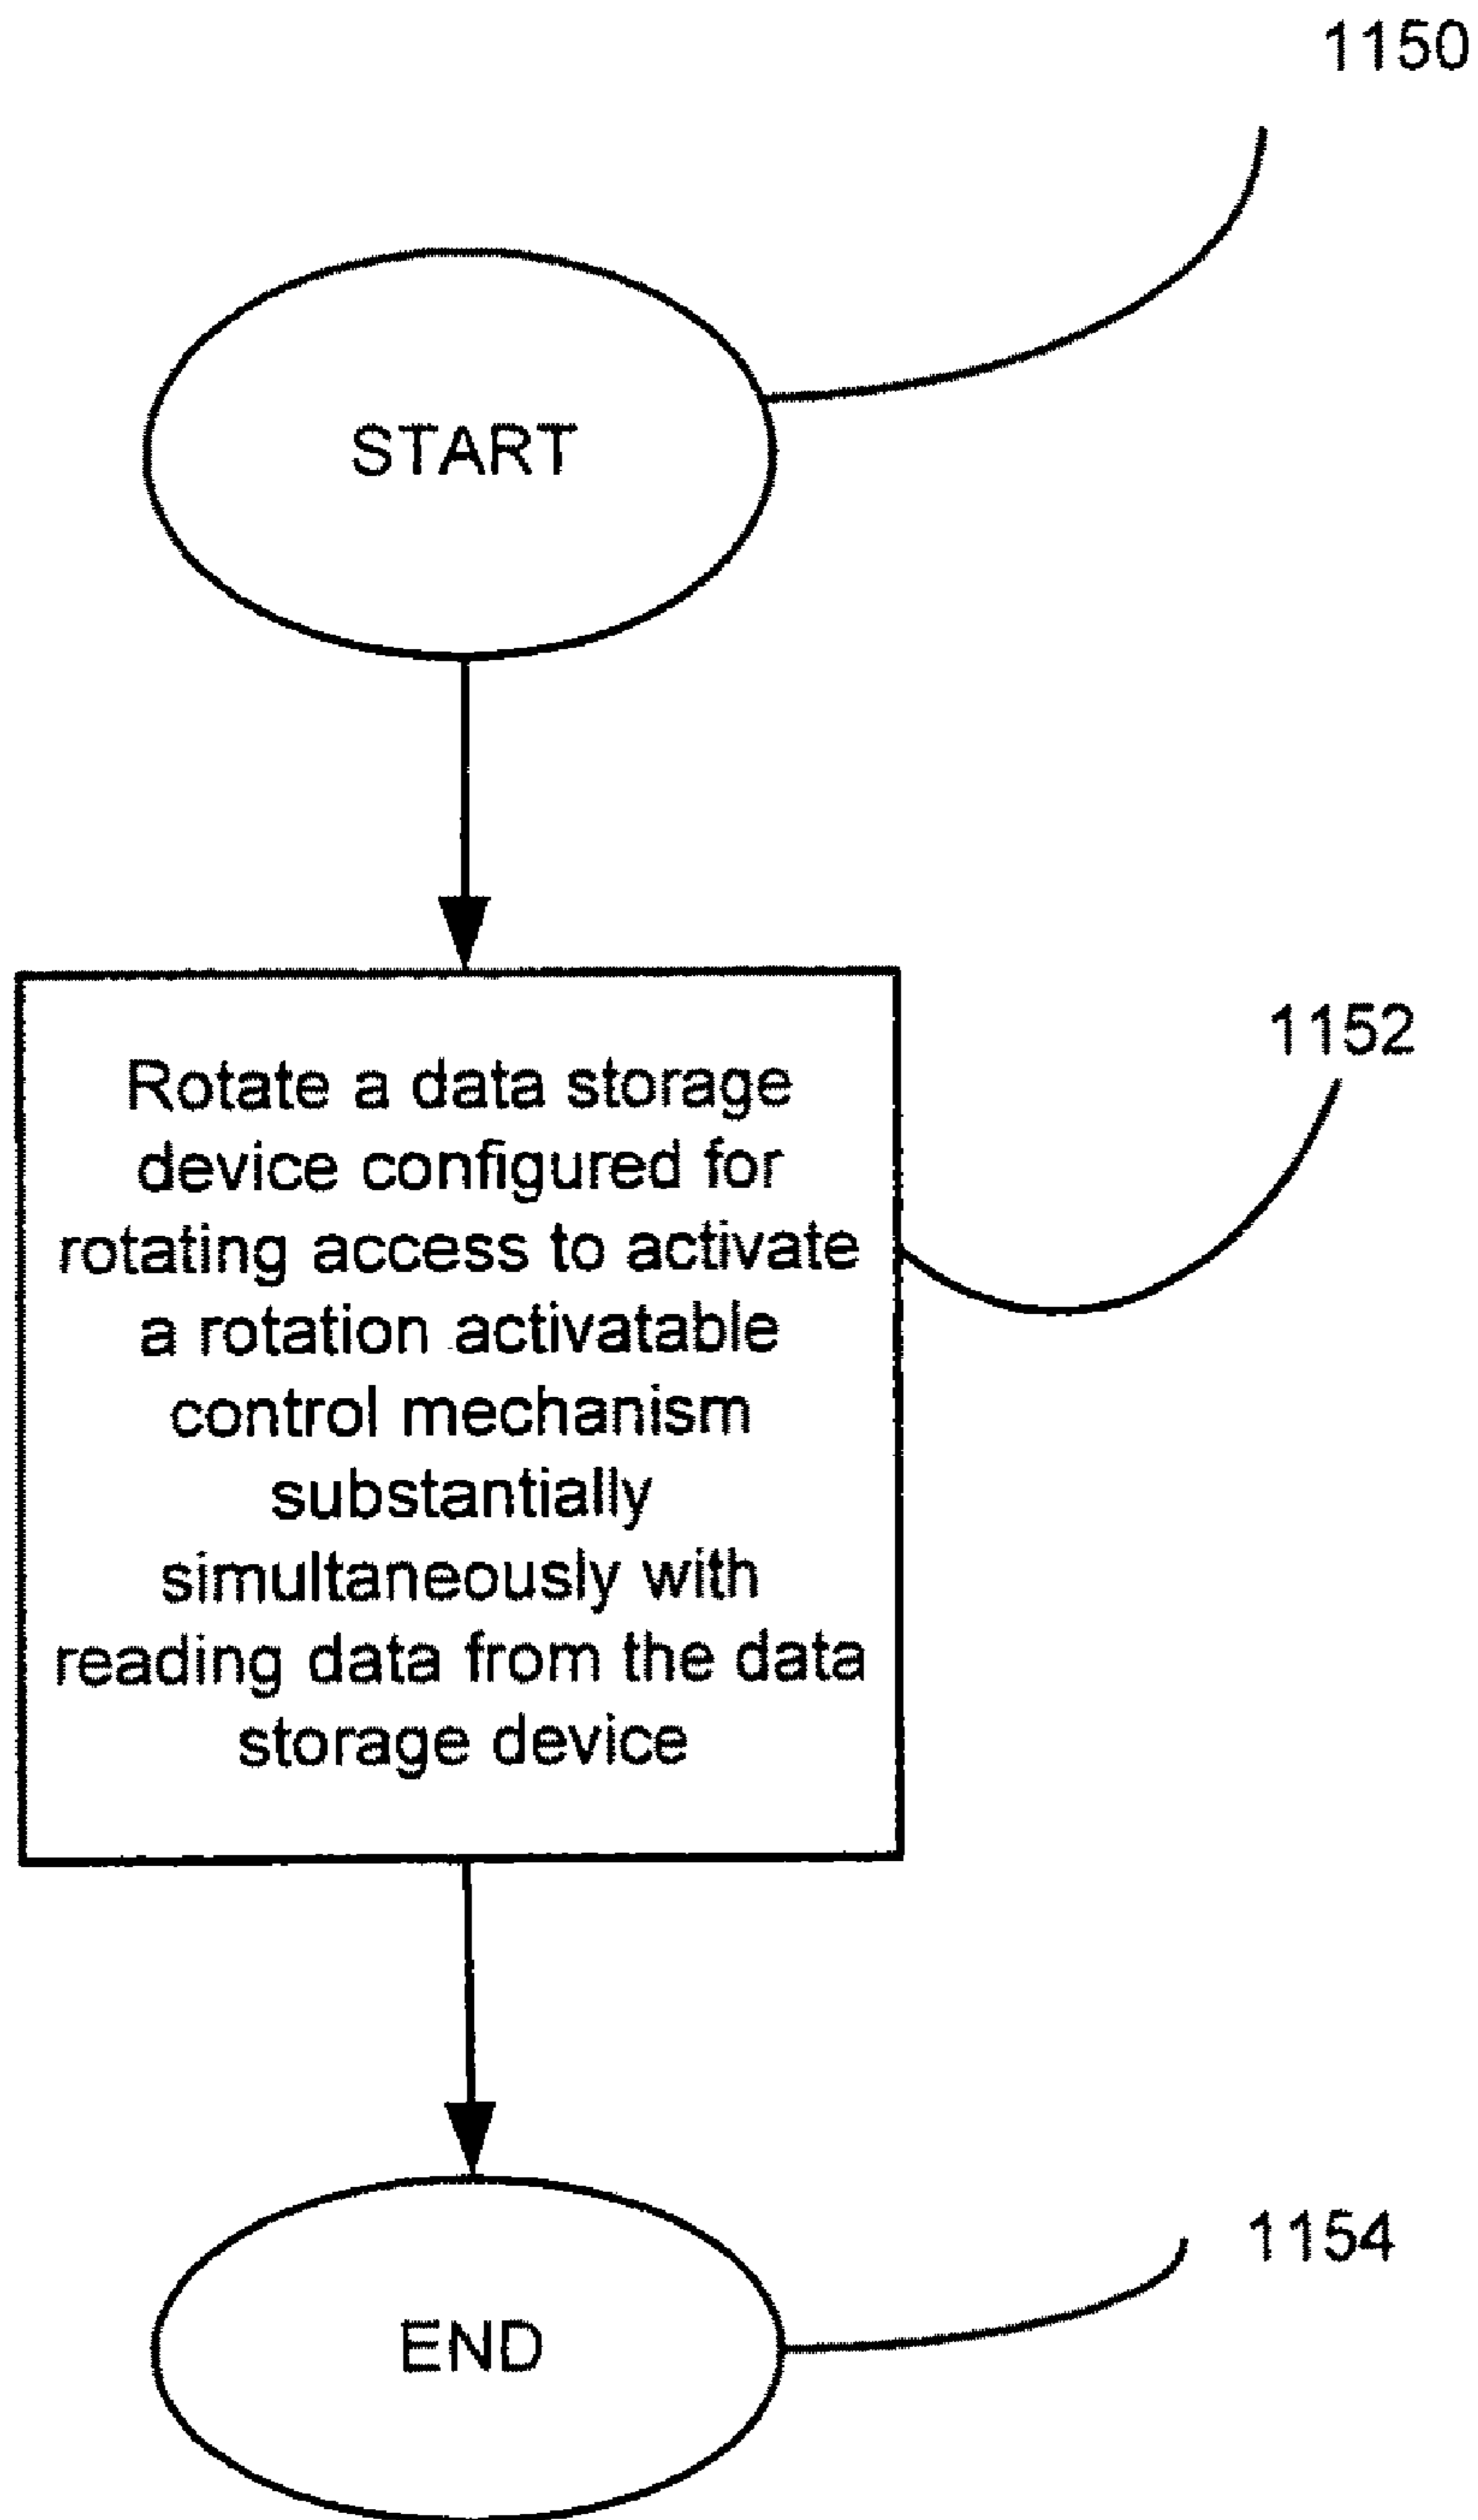 1150
START
1152
Rotate a data storage
device configured for
rotating access to activate
a rotation activatable
control mechanism
substantially
simultaneously with
reading data from the data
storage device
1154
END